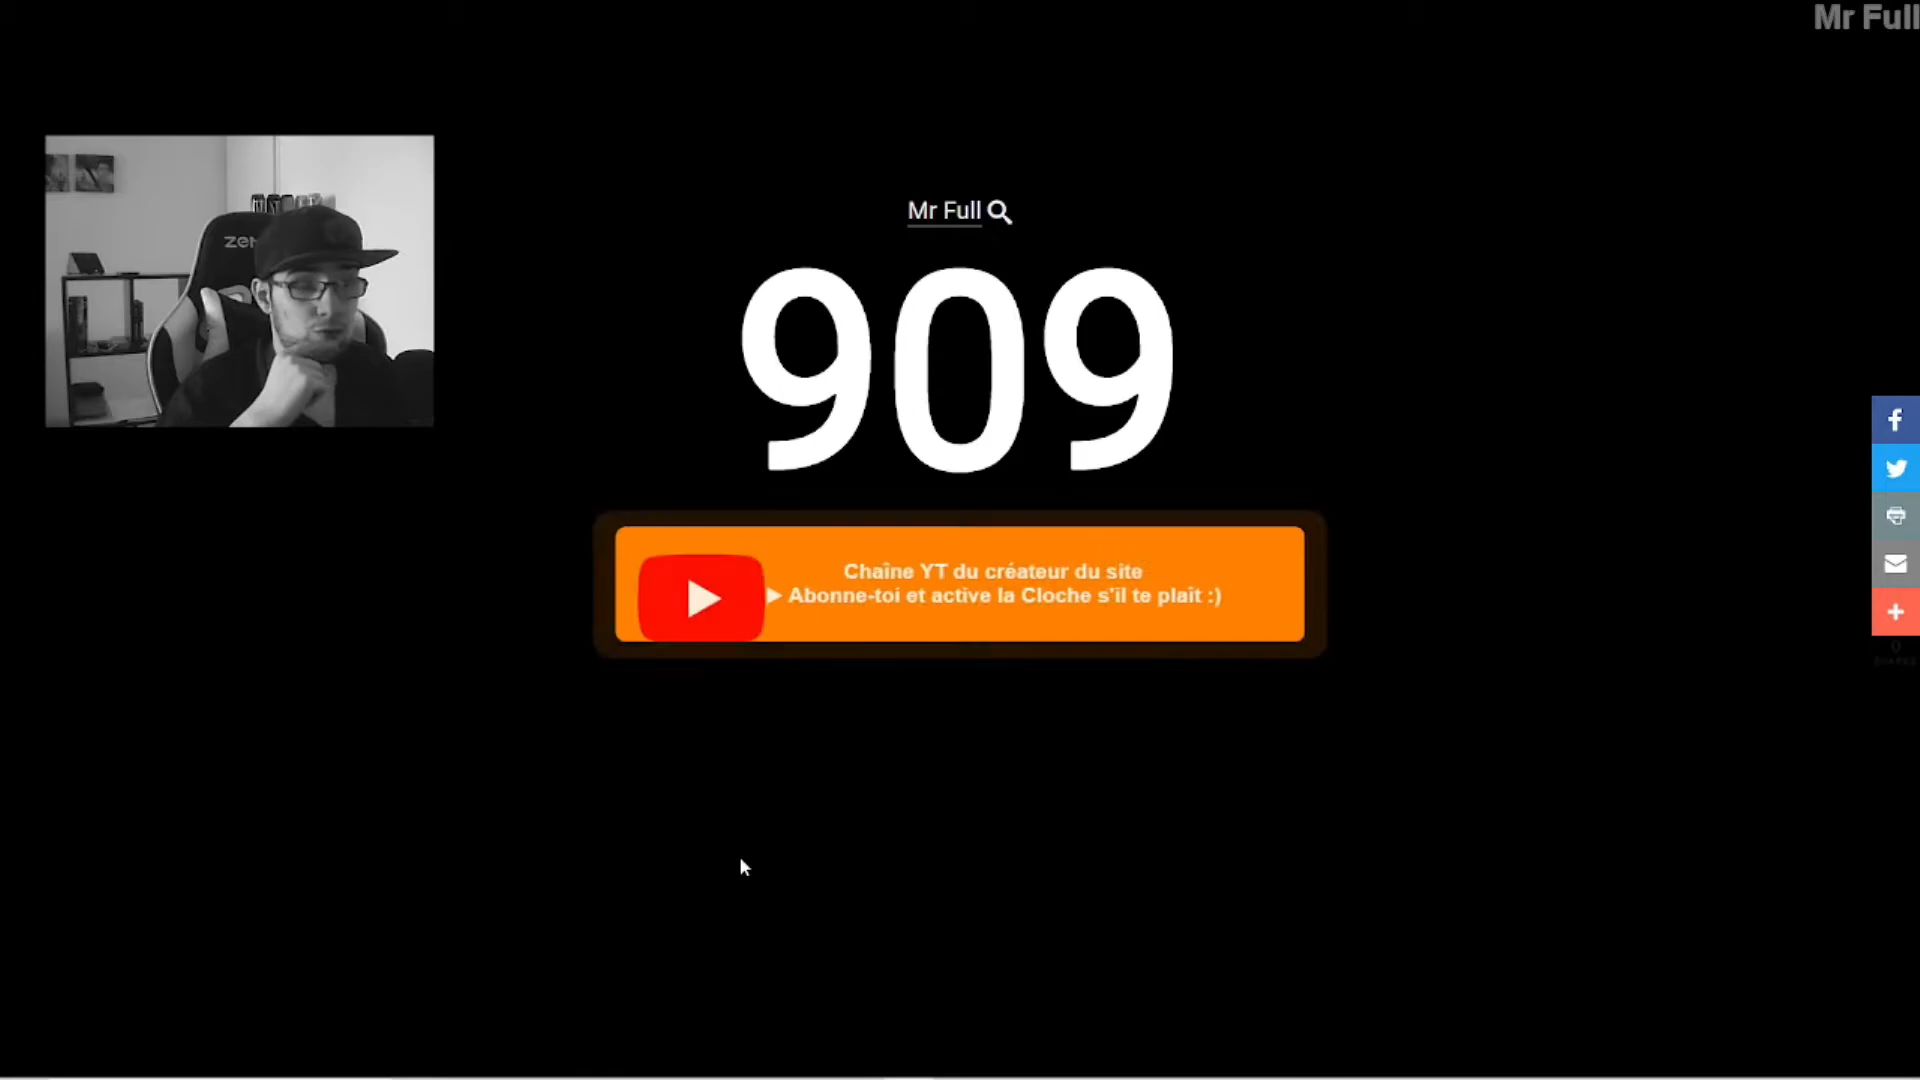 Mr Full
Mr Full
909
Chaîne YT du créateur du site
Abonne-toi et active la Cloche s'il te plaît :)
0